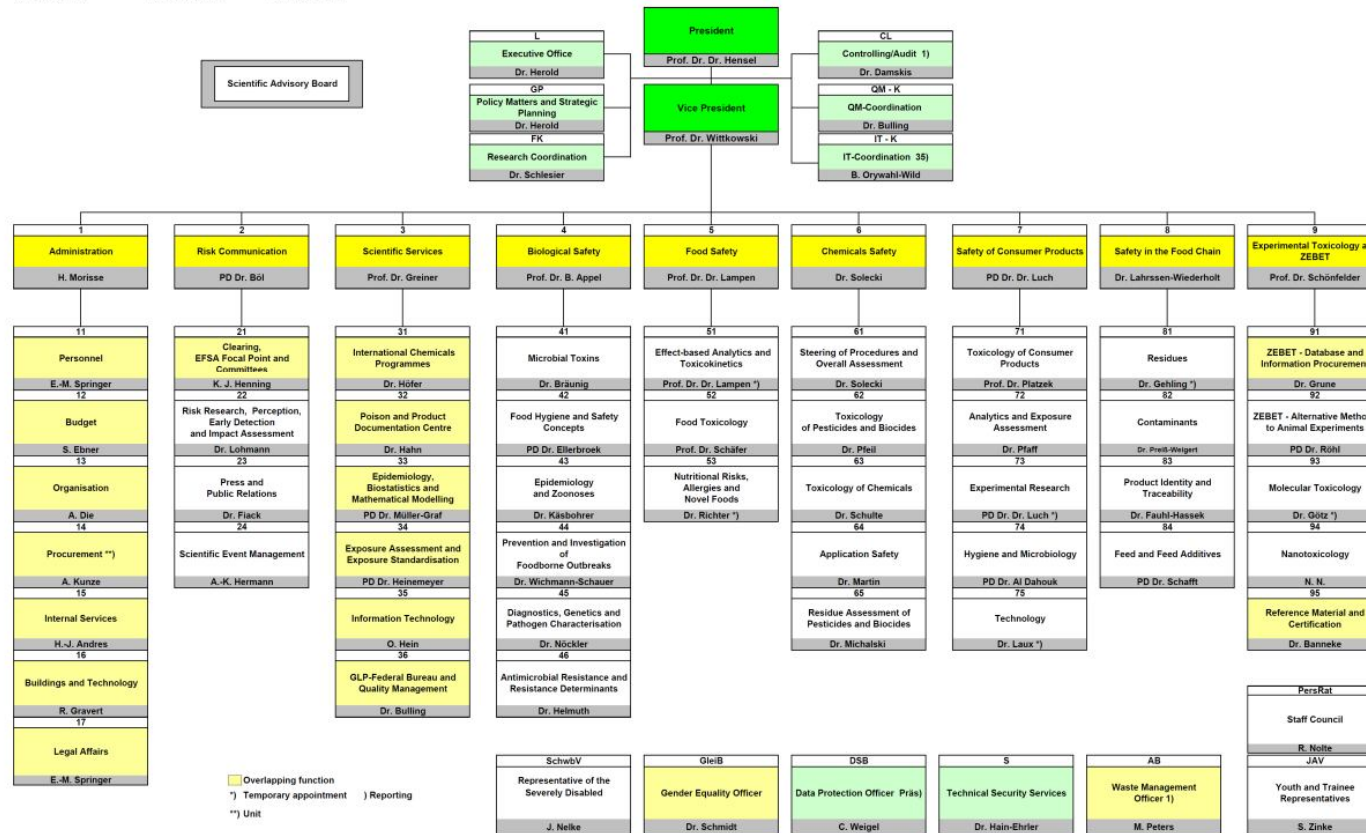 President
Prof. Dr. Dr. Hensel
L
Executive Office
Dr. Herold
CL
Controlling/Audit 1)
Dr. Damskis
Scientific Advisory Board
GP
Policy Matters and Strategic
Planning
Dr. Herold
Vice President
Prof. Dr. Wittkowski
QM - K
QM-Coordination
Dr. Bulling
FK
Research Coordination
Dr. Schlesier
IT - K
IT-Coordination 35)
B. Orywahl-Wild
1
Administration
H. Morisse
2
Risk Communication
PD Dr. Böl
3
Scientific Services
Prof. Dr. Greiner
4
Biological Safety
Prof. Dr. B. Appel
5
Food Safety
Prof. Dr. Dr. Lampen
6
Chemicals Safety
Dr. Solecki
7
Safety of Consumer Products
PD Dr. Dr. Luch
8
Safety in the Food Chain
Dr. Lahrssen-Wiederholt
9
Experimental Toxicology a
ZEBET
Prof. Schönfelder
11
Personnel
E.-M. Springer
12
Budget
S. Ebner
13
Organisation
A. Die
14
Procurement **)
A. Kunze
15
Internal Services
H.-J. Andres
16
Buildings and Technology
R. Gravert
17
Legal Affairs
E.-M. Springer
21
Clearing,
EFSA Focal Point and
Committees
K. J. Henning
22
Risk Research, Perception,
Early Detection
and Impact Assessment
Dr. Lohmann
23
Press and
Public Relations
Dr. Fiack
24
Scientific Event Management
A.-K. Hermann
31
International Chemicals
Programmes
Dr. Höfer
32
Poison and Product
Documentation Centre
Dr. Hahn
33
Epidemiology,
Biostatistics and
Mathematical Modelling
PD Dr. Müller-Graf
34
Exposure Assessment and
Exposure Standardisation
PD Dr. Heinemeyer
35
Information Technology
O. Hein
36
GLP-Federal Bureau and
Quality Management
Dr. Bulling
41
Microbial Toxins
Dr. Bräunig
42
Food Hygiene and Safety
Concepts
PD Dr. Ellerbroek
43
Epidemiology
and Zoonoses
Dr. Käsbohrer
44
Prevention and Investigation
of
Foodborne Outbreaks
Dr. Wichmann-Schauer
45
Diagnostics, Genetics and
Pathogen Characterisation
Dr. Nöckler
46
Antimicrobial Resistance and
Resistance Determinants
Dr. Helmuth
51
Effect-based Analytics and
Toxicokinetics
Prof. Dr. Dr. Lampen *)
52
Food Toxicology
Prof. Dr. Schäfer
53
Nutritional Risks,
Allergies and
Novel Foods
Dr. Richter *)
61
Steering of Procedures and
Overall Assessment
Dr. Solecki
62
Toxicology
of Pesticides and Biocides
Dr. Pfeil
63
Toxicology of Chemicals
Dr. Schulte
64
Application Safety
Dr. Martin
65
Residue Assessment of
Pesticides and Biocides
Dr. Michalski
71
Toxicology of Consumer
Products
Prof. Dr. Platzek
72
Analytics and Exposure
Assessment
Dr. Pfaff
73
Experimental Research
PD Dr. Dr. Luch *)
74
Hygiene and Microbiology
PD Dr. Al Dahouk
75
Technology
Dr. Laux *)
81
Residues
Dr. Gehling *)
82
Contaminants
Dr. Preiß-Weigert
83
Product Identity and
Traceability
Dr. Fauhl-Hassek
84
Feed and Feed Additives
PD Dr. Schafft
91
ZEBET - Database and
Information Procuremen
Dr. Grune
92
ZEBET - Alternative Metho
to Animal Experiments
PD Dr. Röhl
93
Molecular Toxicology
Dr. Götz *)
94
Nanotoxicology
N. N.
95
Reference Material and
Certification
Dr. Banneke
PersRat
Staff Council
R. Nolte
JAV
Youth and Trainee
Representatives
S. Zinke
Overlapping function
*) Temporary appointment ) Reporting
**) Unit
SchwbV
Representative of the
Severely Disabled
J. Nelke
GleiB
Gender Equality Officer
Dr. Schmidt
DSB
Data Protection Officer Präs)
C. Weigel
S
Technical Security Services
Dr. Hain-Ehrler
AB
Waste Management
Officer 1)
M. Peters